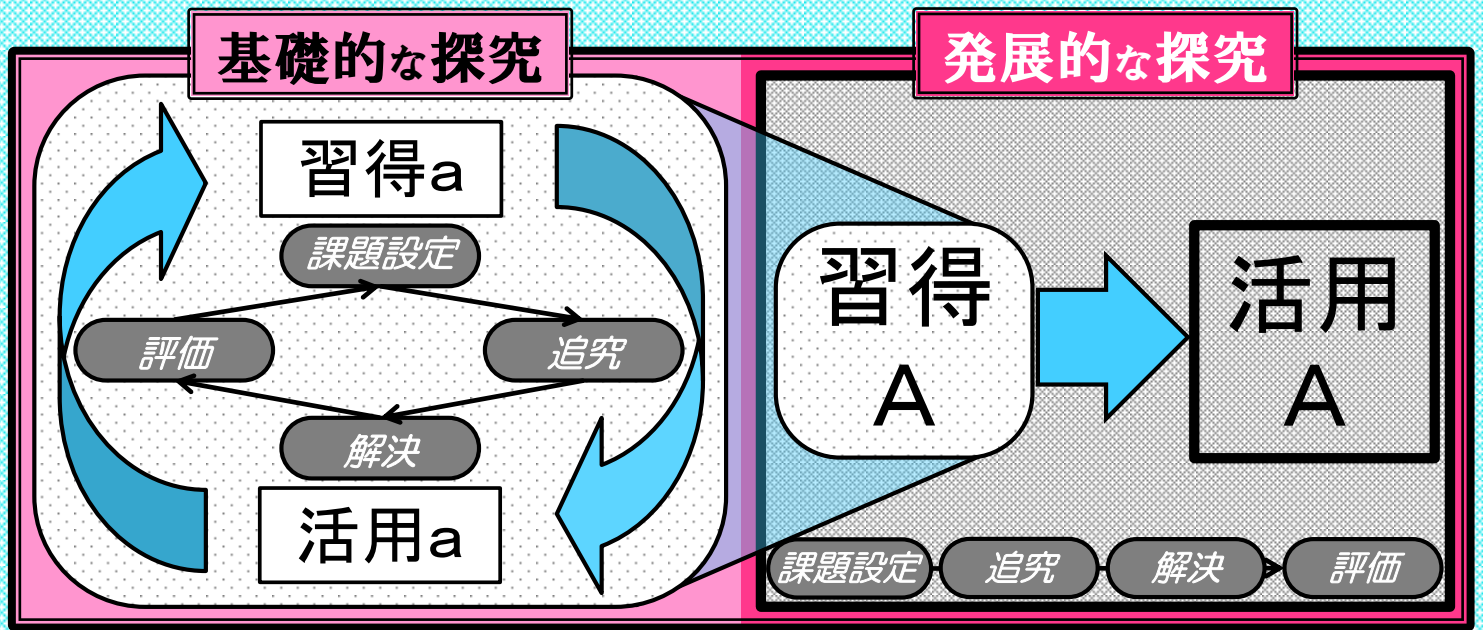 基礎的な探究
習得a
課題設定
評価
追究
解決
活用a
発展的な探究
習得
A
活用
A
課題設定
追究
解決
評価